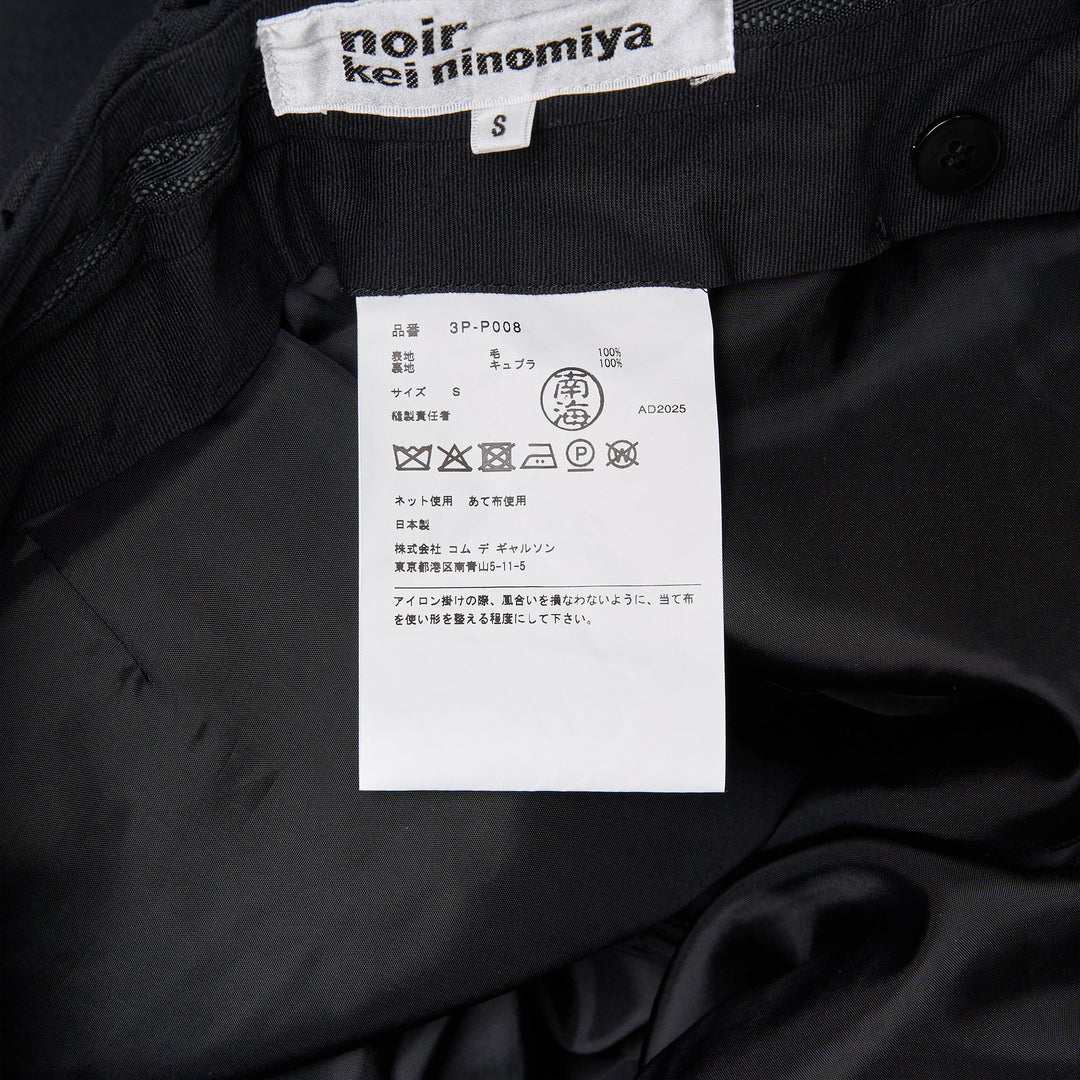 noir
kei ninomiya
S
品番 3P-P008
表地 毛 100%
裏地 キュプラ 100%
サイズ S
縫製責任者 南海 AD2025
P W
ネット使用 あて布使用
日本製
株式会社 コム デ ギャルソン
東京都港区南青山5-11-5
アイロン掛けの際、風合いを損なわないように、当て布
を使い形を整える程度にして下さい。